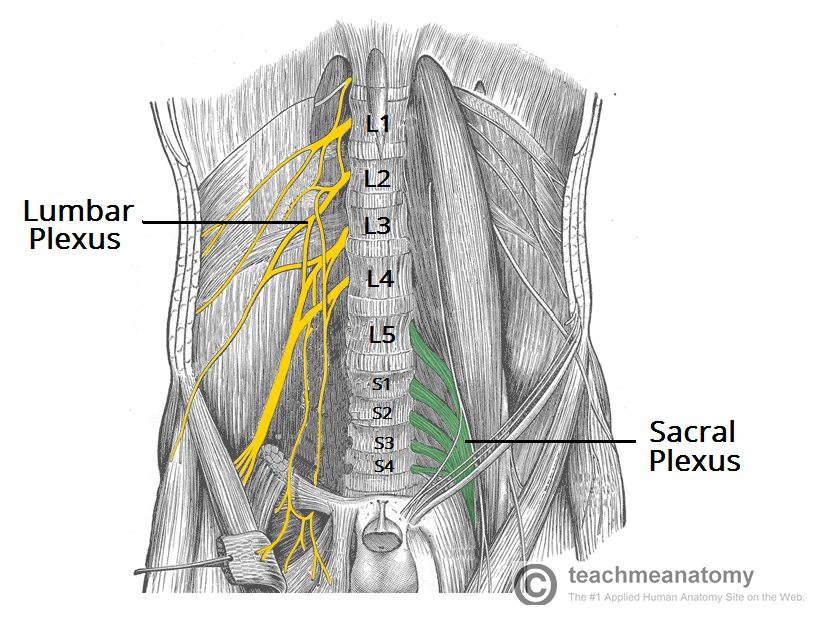 L1
L2
Lumbar
Plexus
L3
L4
L5
S1
S2
S3
S4
Sacral
Plexus
© teachmeanatomy
The #1 Applied Human Anatomy Site on the Web.